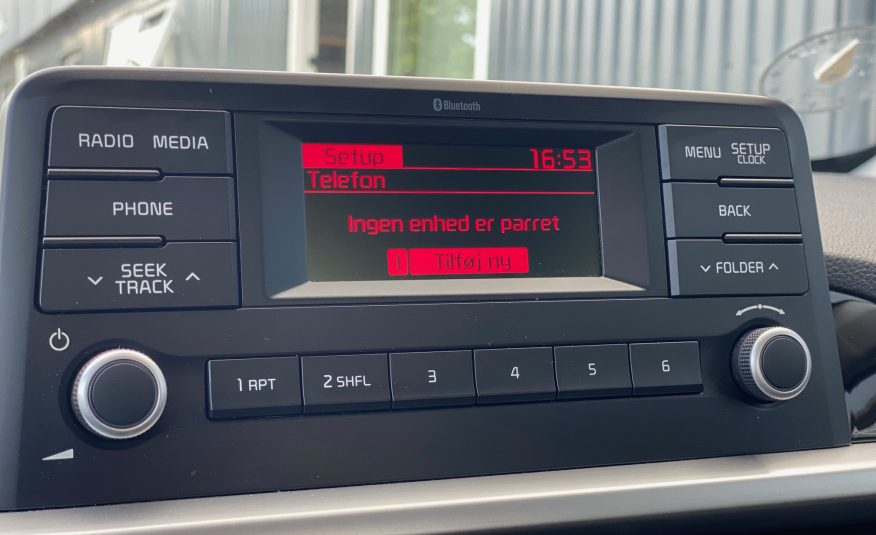 Bluetooth
RADIO MEDIA
PHONE
SEEK
TRACK
Setup 16:53
Telefon
Ingen enhed er parret
1 Tilføj ny
MENU SETUP
CLOCK
BACK
FOLDER
1 RPT 2 SHFL 3 4 5 6